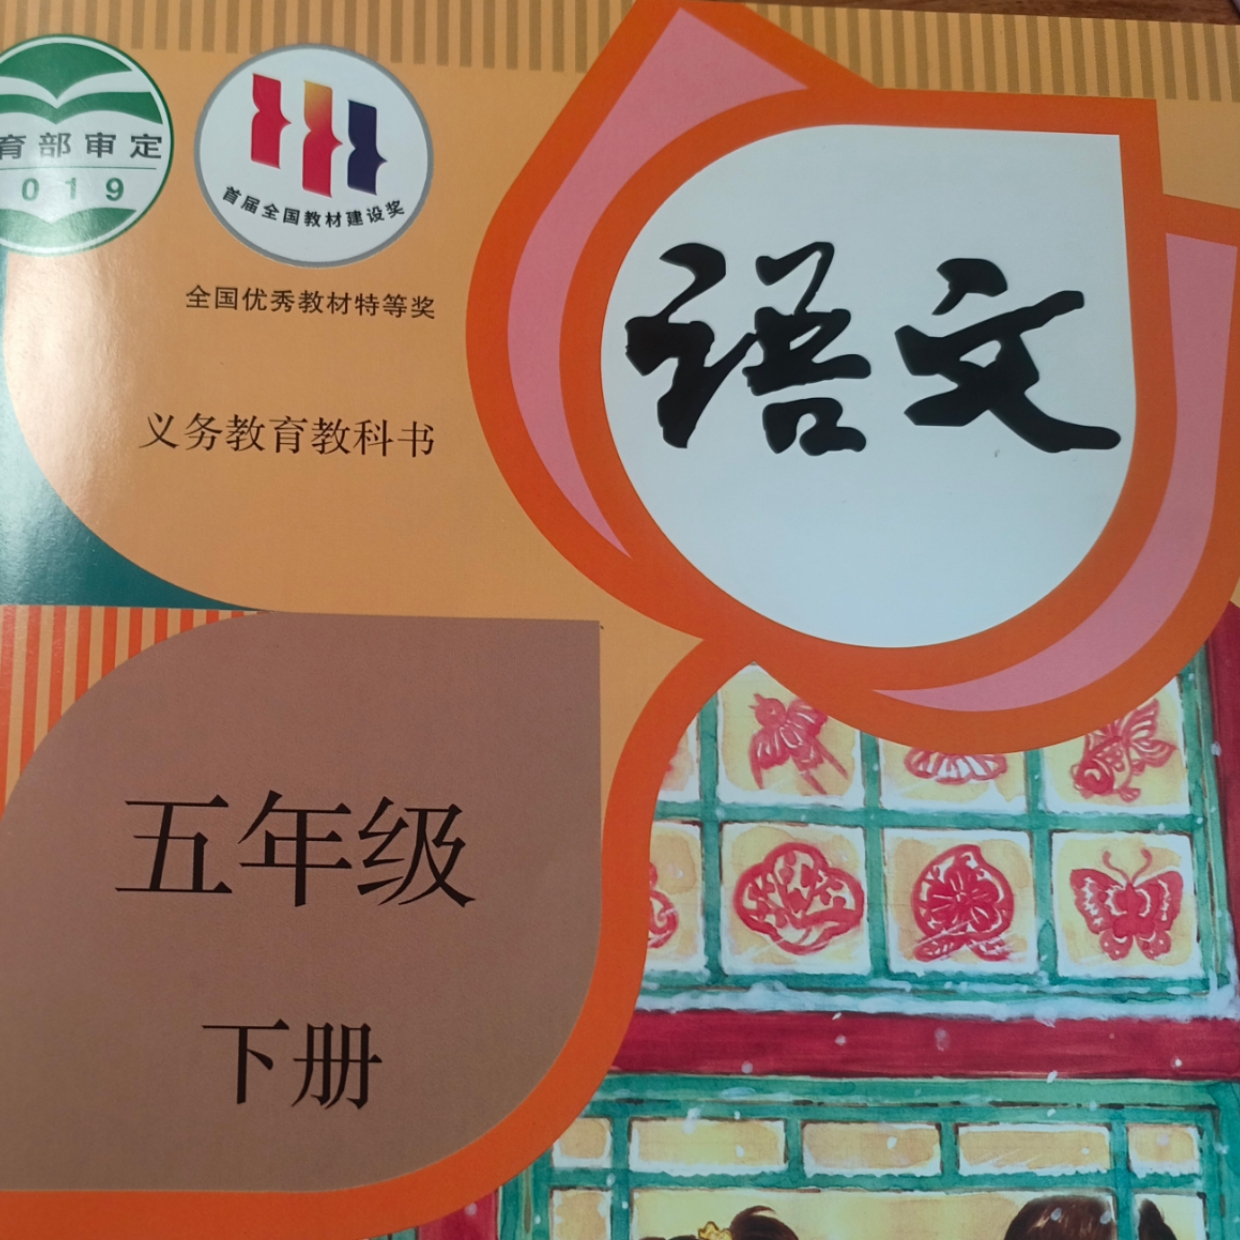 育部审定
019
首届全国教材建设奖
全国优秀教材特等奖
义务教育教科书
语文
五年级
下册